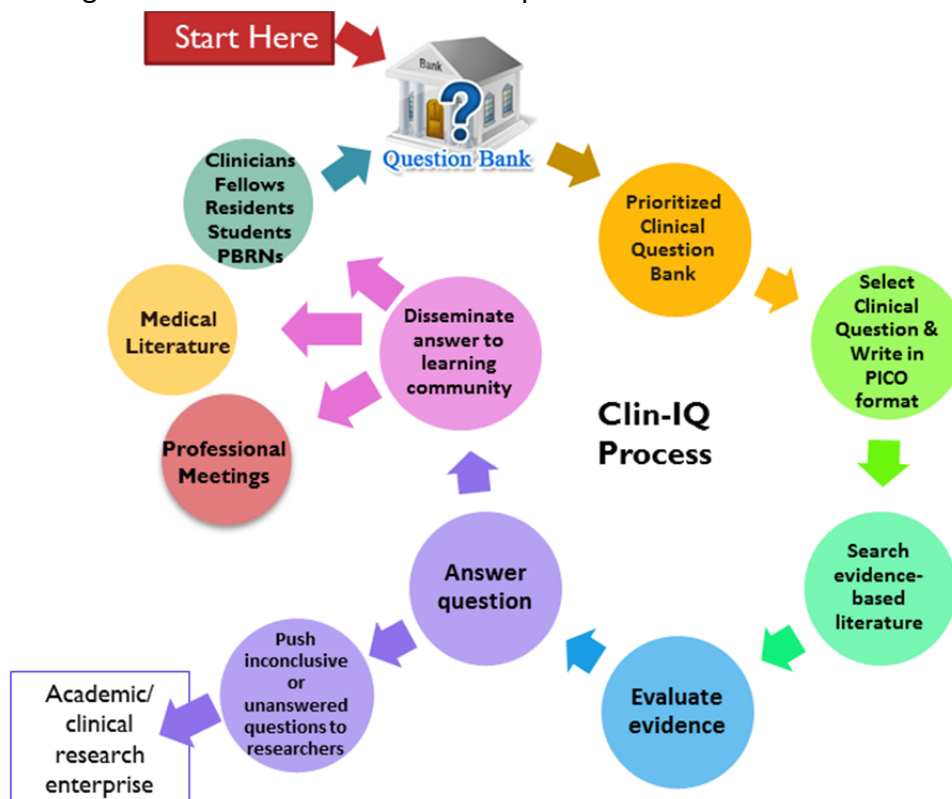 Start Here
Bank
Question Bank
Clinicians
Fellows
Residents
Students
PBRNs
Prioritized
Clinical
Question
Bank
Select
Clinical
Question &
Write in
PICO
format
Medical
Literature
Disseminate
answer to
learning
community
Professional
Meetings
Clin-IQ
Process
Search
evidence-
based
literature
Answer
question
Evaluate
evidence
Push
inconclusive
or
unanswered
questions to
researchers
Academic/
clinical
research
enterprise